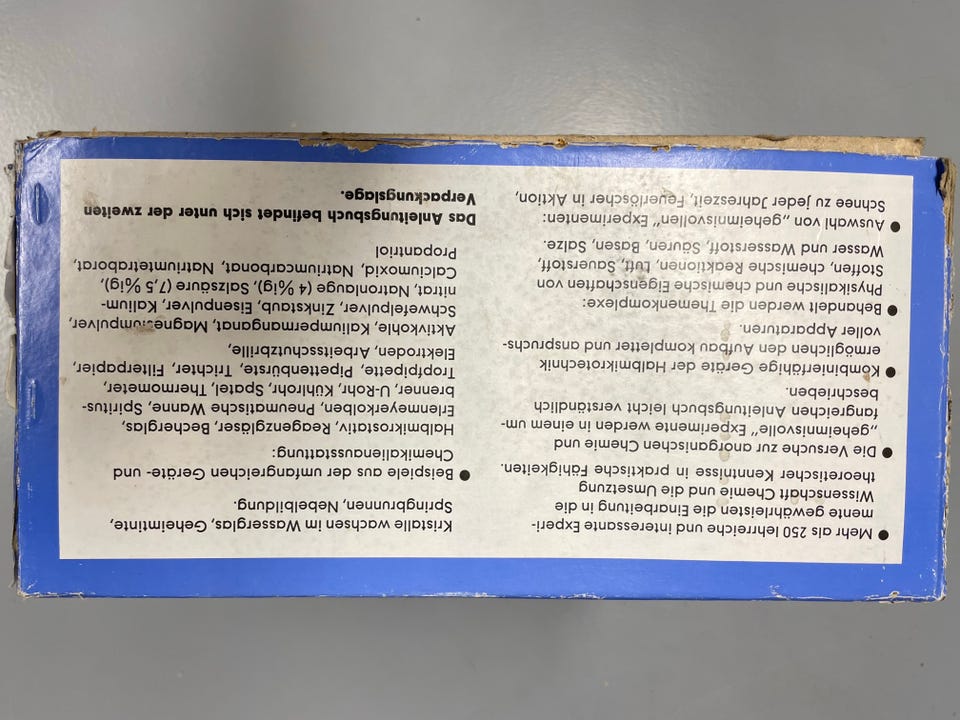 ● Mehr als 250 lehrreiche und interessante Experi-
mente gewährleisten die Einarbeitung in die
Wissenschaft Chemie und die Umsetzung
theoretischer Kenntnisse in praktische Fähigkeiten.
● Die Versuche zur anorganischen Chemie und
„geheimnisvolle“ Experimente werden in einem um-
fangreichen Anleitungsbuch leicht verständlich
beschrieben.
● Kombinierfähige Geräte der Halbmikrotechnik
ermöglichen den Aufbau kompletter und anspruchs-
voller Apparaturen.
● Behandelt werden die Themenkomplexe:
Physikalische und chemische Eigenschaften von
Stoffen, chemische Reaktionen, Luft, Sauerstoff,
Wasser und Wasserstoff, Säuren, Basen, Salze.
● Auswahl von „geheimnisvollen“ Experimenten:
Schnee zu jeder Jahreszeit, Feuerlöscher in Aktion,
Kristalle wachsen im Wasserglas, Geheimtinte,
Springbrunnen, Nebelbildung.
● Beispiele aus der umfangreichen Geräte- und
Chemikalienausstattung:
Halbmikrostativ, Reagenzgläser, Becherglas,
Erlenmeyerkolben, Pneumatische Wanne, Spiritus-
brenner, U-Rohr, Kühlrohr, Spatel, Thermometer,
Tropfpipette, Pipettenbürste, Trichter, Filterpapier,
Elektroden, Arbeitsschutzbrille,
Aktivkohle, Kaliumpermanganat, Magnesiumpulver,
Schwefelpulver, Zinkstaub, Eisenpulver, Kalium-
nitrat, Natronlauge (4 %ig), Salzsäure (7,5 %ig),
Calciumoxid, Natriumcarbonat, Natriumtetraborat,
Propantriol
Das Anleitungsbuch befindet sich unter der zweiten
Verpackungslage.